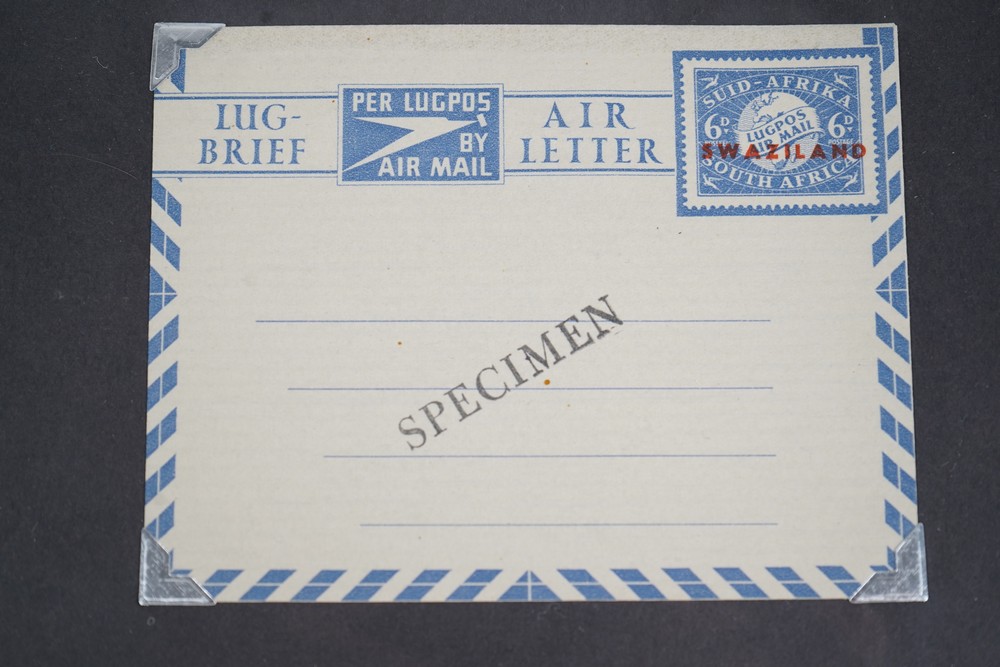 LUG-
BRIEF
PER LUGPOS
BY
AIR MAIL
AIR
LETTER
SUID-AFRIKA
6D
LUGPOS
AIR MAIL
6D
POSTAGE
SWAZILAND
SOUTH AFRICA
SPECIMEN